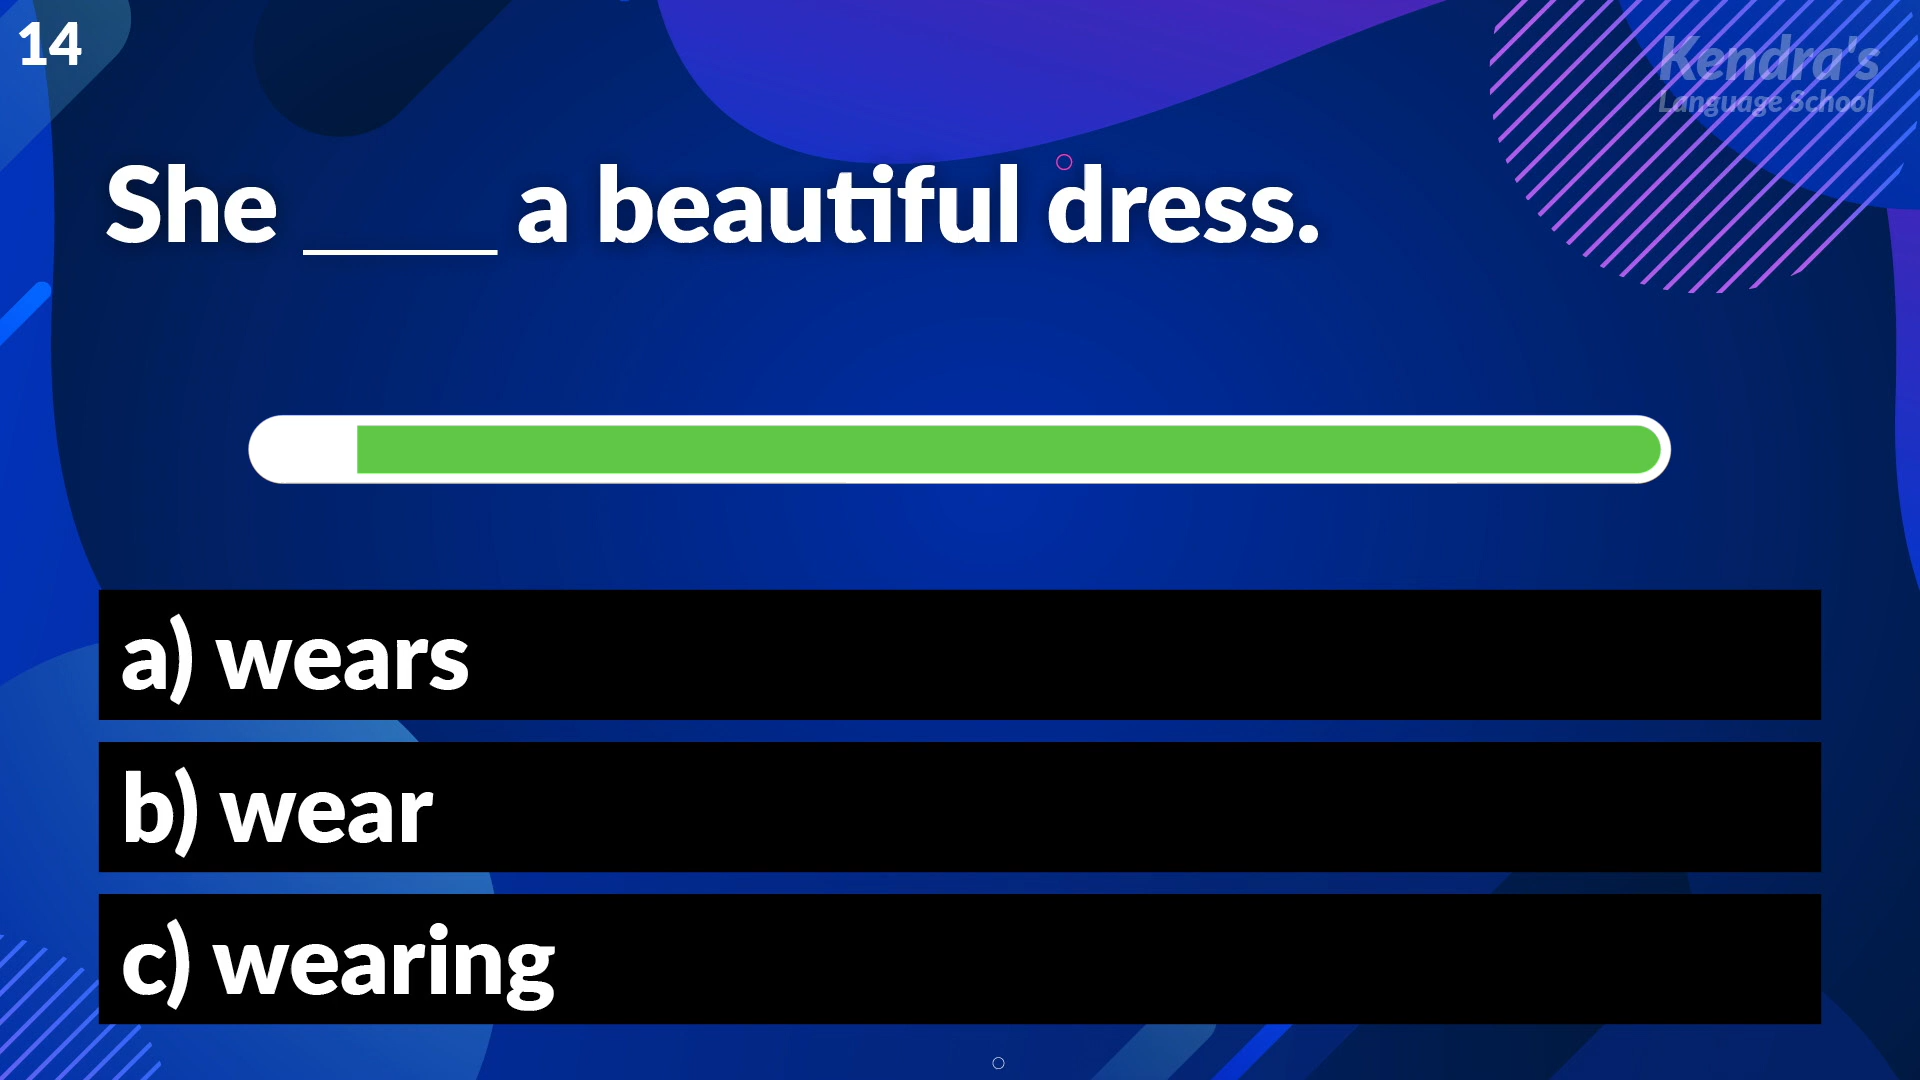 14
Kendra's
Language School
She ____ a beautiful dress.
a) wears
b) wear
c) wearing